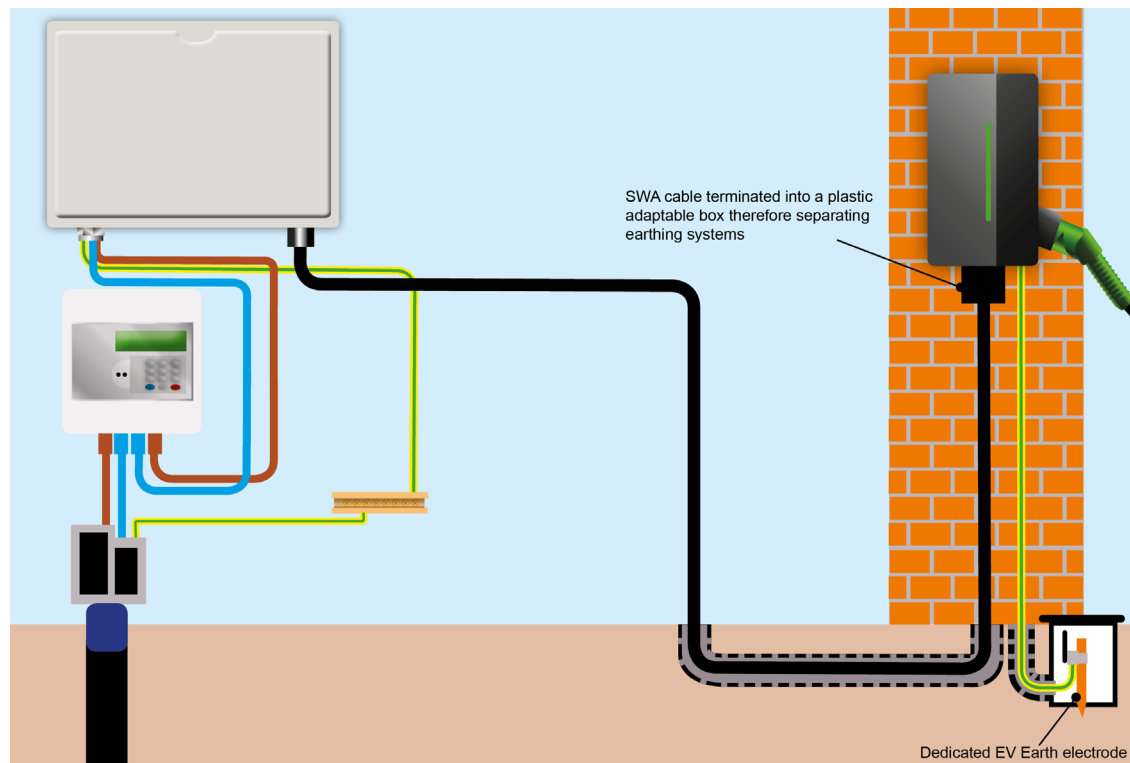 SWA cable terminated into a plastic
adaptable box therefore separating
earthing systems
Dedicated EV Earth electrode